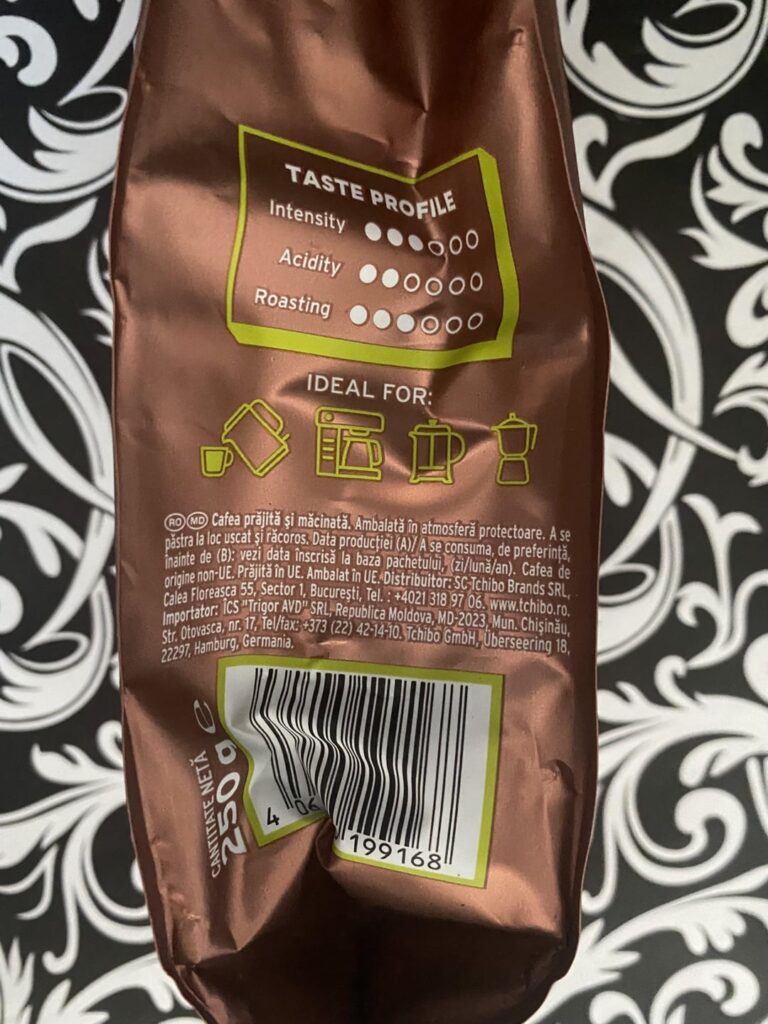 TASTE PROFILE
Intensity
Acidity
Roasting
IDEAL FOR:
RO MD Cafea prăjită și măcinată. Ambalată în atmosferă protectoare. A se
păstra la loc uscat și răcoros. Data producției (A)/ A se consuma, de preferință,
înainte de (B): vezi data înscrisă la baza pachetului, (zi/lună/an). Cafea de
origine non-UE. Prăjită în UE. Ambalat în UE. Distribuitor: SC Tchibo Brands SRL,
Calea Floreasca 55, Sector 1, București, Tel. : +4021 318 97 06. www.tchibo.ro.
Importator: ÎCS "Trigor AVD" SRL, Republica Moldova, MD-2023, Mun. Chișinău,
Str. Otovasca, nr. 17, Tel/fax: +373 (22) 42-14-10. Tchibo GmbH, Überseering 18,
22297, Hamburg, Germania.
CANTITATE NETĂ
250 g e
4 06 199168